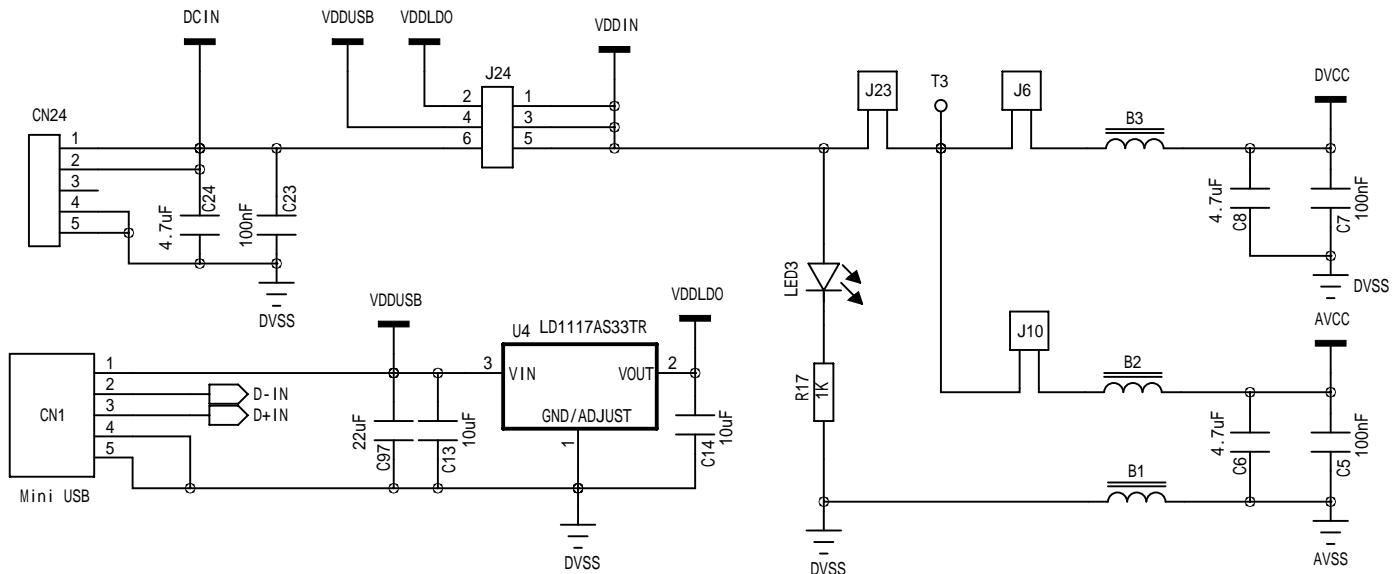 DCIN
VDDUSB
VDDLDO
VDDIN
J24
CN24
1
2
3
4
5
2
4
6
1
3
5
C24
4.7uF
C23
100nF
DVSS
J23
T3
J6
B3
DVCC
4.7uF
C8
C7
100nF
DVSS
LED3
R17
1K
DVSS
J10
B2
AVCC
4.7uF
C6
C5
100nF
B1
AVSS
CN1
Mini USB
1
2
3
4
5
D-IN
D+IN
VDDUSB
22uF
C97
C13
10uF
U4
LD1117AS33TR
3
VIN
VOUT
2
GND/ADJUST
1
VDDLDO
C14
10uF
DVSS